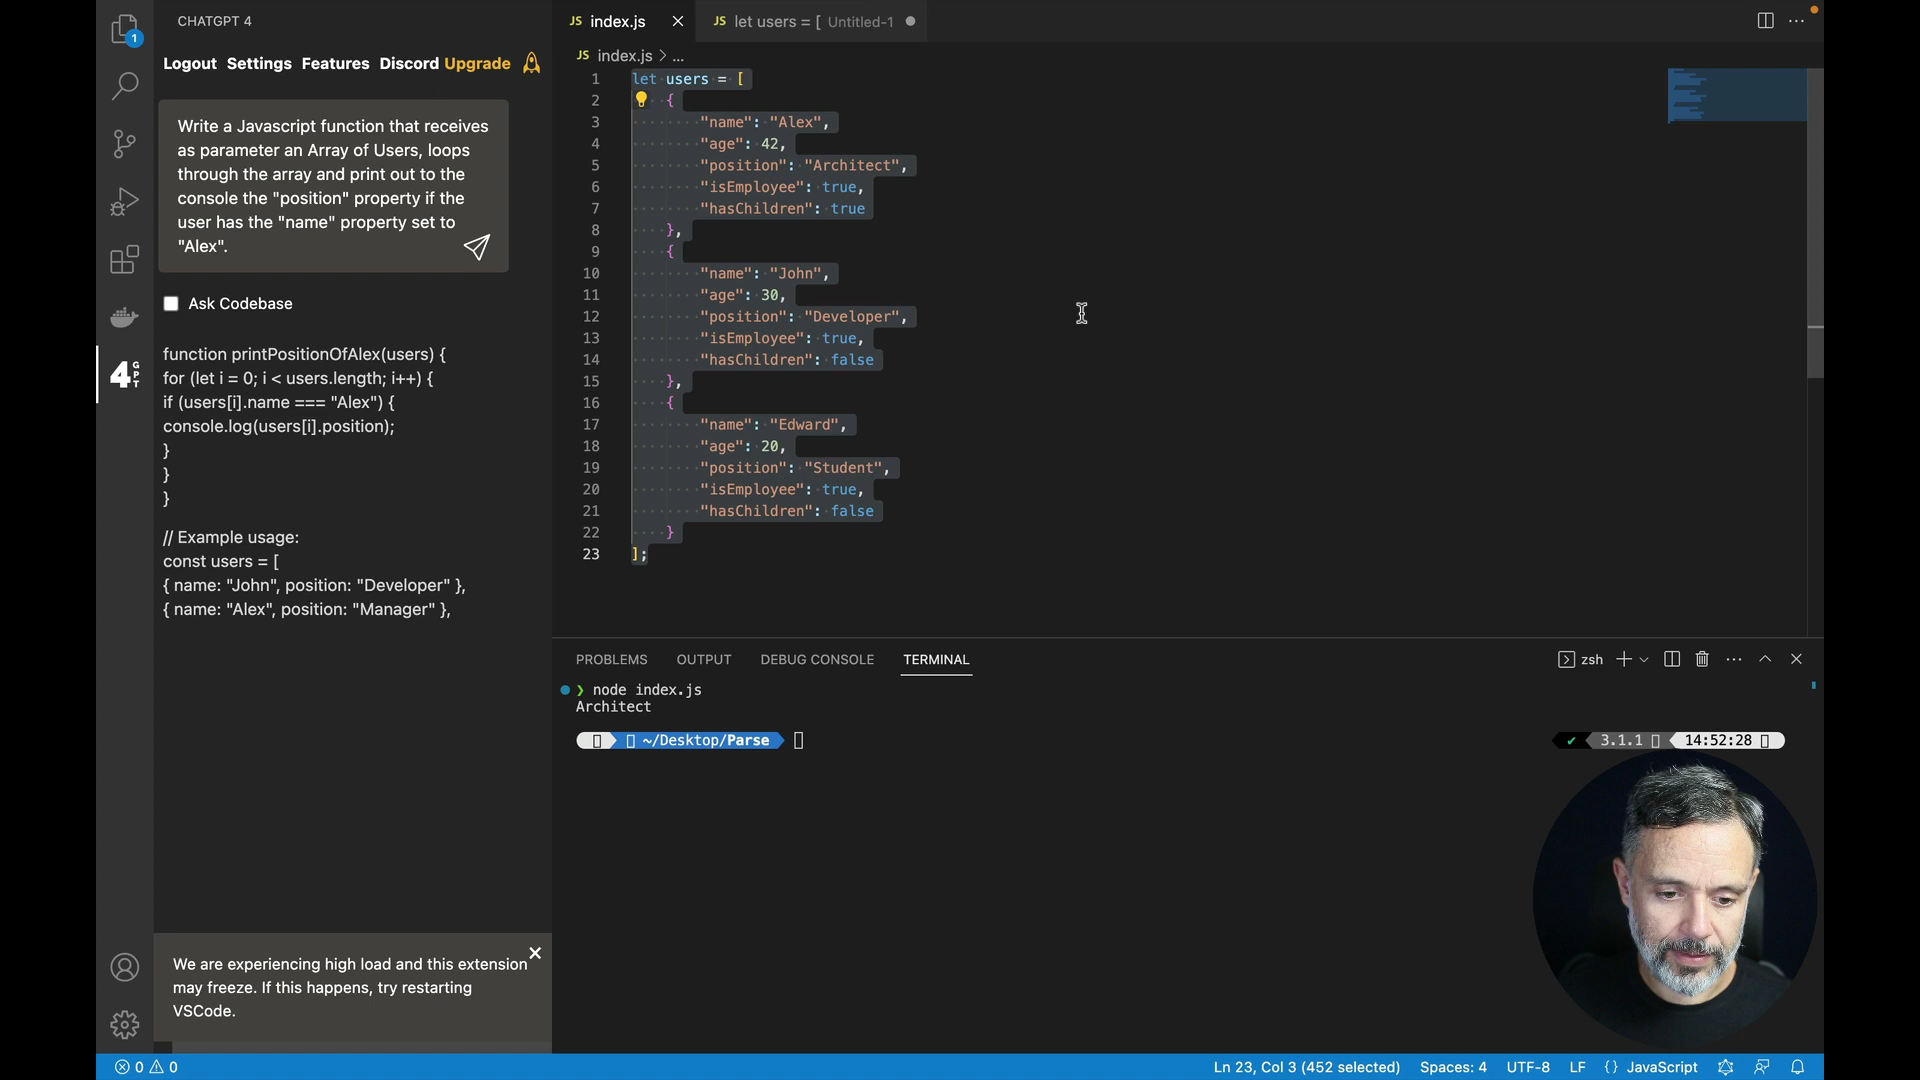 CHATGPT 4
Logout Settings Features Discord Upgrade
Write a Javascript function that receives
as parameter an Array of Users, loops
through the array and print out to the
console the "position" property if the
user has the "name" property set to
"Alex".
Ask Codebase
function printPositionOfAlex(users) {
for (let i = 0; i < users.length; i++) {
if (users[i].name === "Alex") {
console.log(users[i].position);
}
}
}
// Example usage:
const users = [
{ name: "John", position: "Developer" },
{ name: "Alex", position: "Manager" },
We are experiencing high load and this extension
may freeze. If this happens, try restarting
VSCode.
1
4 GPT
JS index.js
JS let users = [ Untitled-1
JS index.js > ...
1 let users = [
2 {
3 "name": "Alex",
4 "age": 42,
5 "position": "Architect",
6 "isEmployee": true,
7 "hasChildren": true
8 },
9 {
10 "name": "John",
11 "age": 30,
12 "position": "Developer",
13 "isEmployee": true,
14 "hasChildren": false
15 },
16 {
17 "name": "Edward",
18 "age": 20,
19 "position": "Student",
20 "isEmployee": true,
21 "hasChildren": false
22 }
23 ];
PROBLEMS OUTPUT DEBUG CONSOLE TERMINAL
zsh
❯ node index.js
Architect
~/Desktop/Parse
✔ 3.1.1 14:52:28
0 0
Ln 23, Col 3 (452 selected) Spaces: 4 UTF-8 LF {} JavaScript